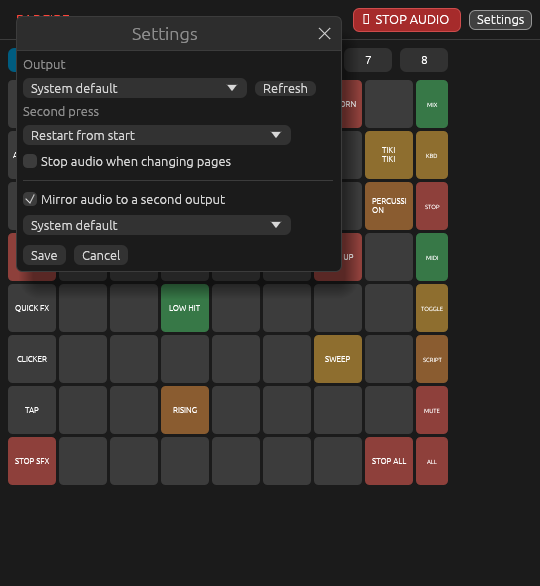 STOP AUDIO
Settings
Settings
Output
System default
Refresh
Second press
Restart from start
Stop audio when changing pages
Mirror audio to a second output
System default
Save
Cancel
7
8
MIX
TIKI
TIKI
KBD
PERCUSSI
ON
STOP
UP
MIDI
QUICK FX
LOW HIT
TOGGLE
CLICKER
SWEEP
SCRIPT
TAP
RISING
MUTE
STOP SFX
STOP ALL
ALL